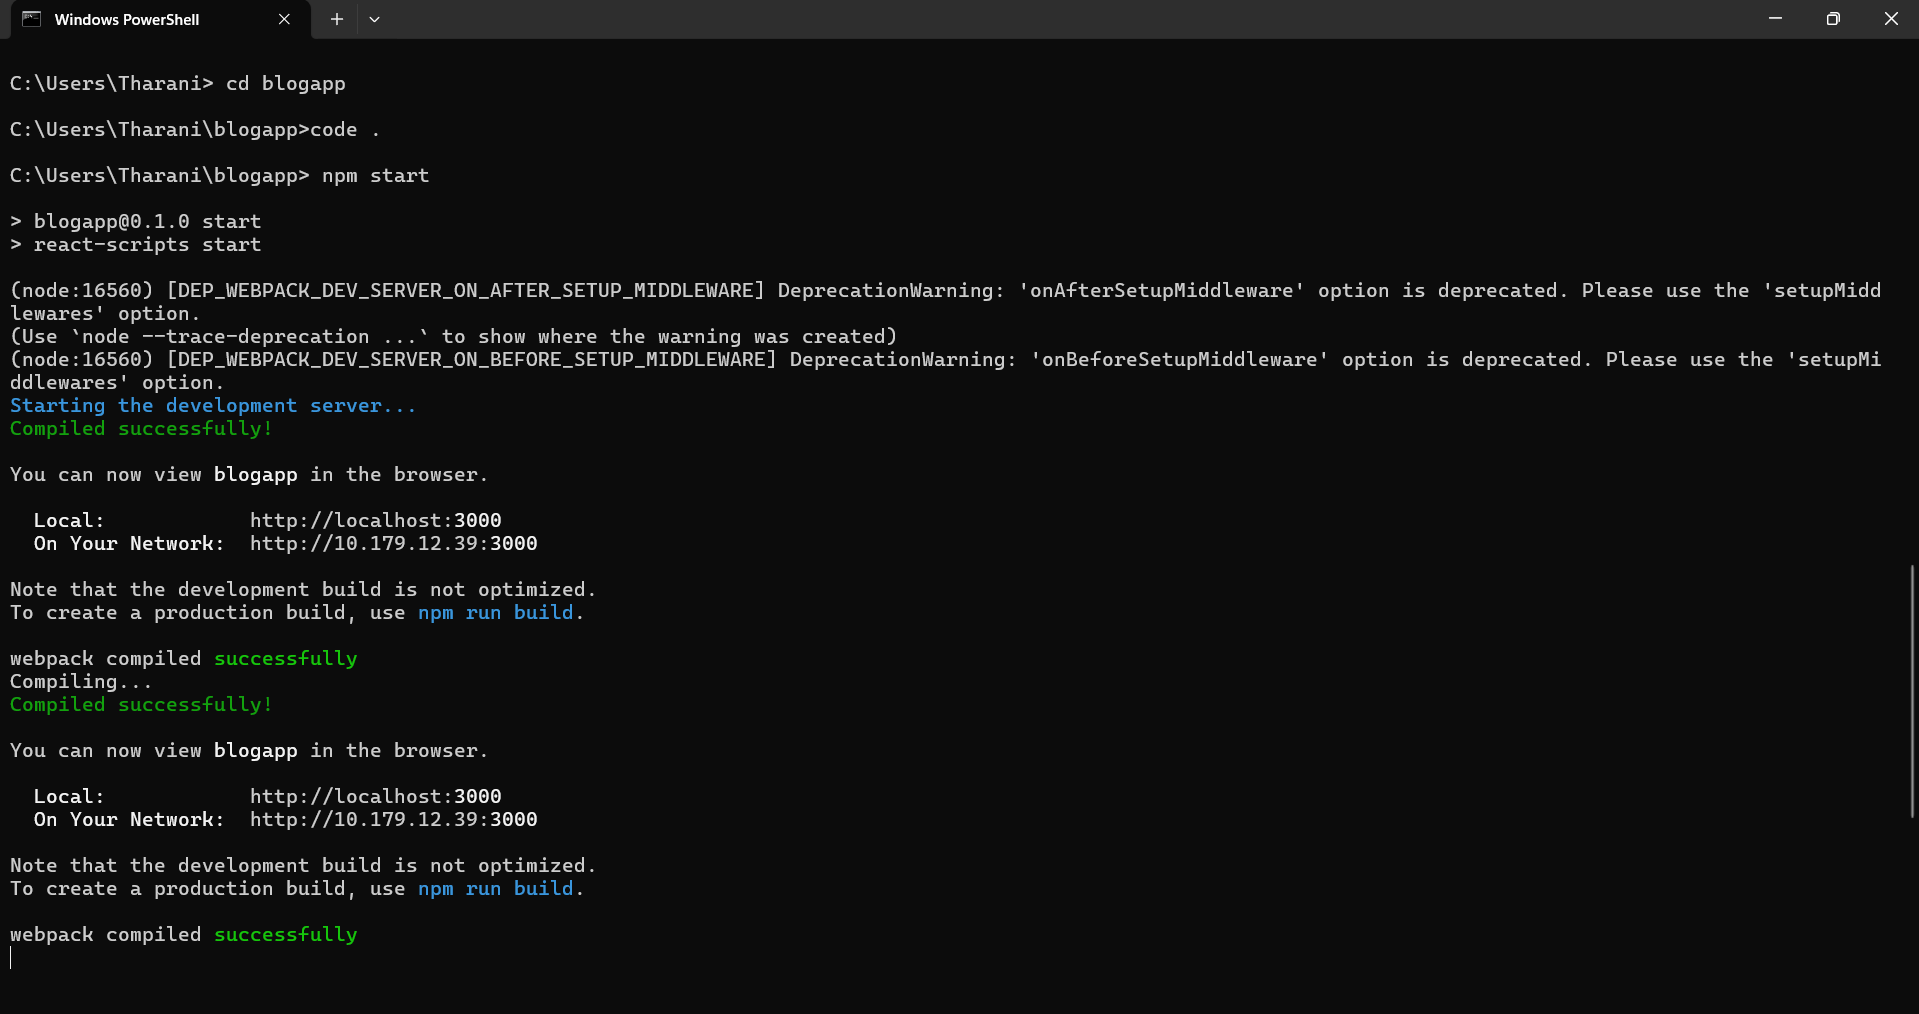 Windows PowerShell
C:\Users\Tharani> cd blogapp
C:\Users\Tharani\blogapp>code .
C:\Users\Tharani\blogapp> npm start
> blogapp@0.1.0 start
> react-scripts start
(node:16560) [DEP_WEBPACK_DEV_SERVER_ON_AFTER_SETUP_MIDDLEWARE] DeprecationWarning: 'onAfterSetupMiddleware' option is deprecated. Please use the 'setupMidd
lewares' option.
(Use `node --trace-deprecation ...` to show where the warning was created)
(node:16560) [DEP_WEBPACK_DEV_SERVER_ON_BEFORE_SETUP_MIDDLEWARE] DeprecationWarning: 'onBeforeSetupMiddleware' option is deprecated. Please use the 'setupMi
ddlewares' option.
Starting the development server...
Compiled successfully!
You can now view blogapp in the browser.
Local: http://localhost:3000
On Your Network: http://10.179.12.39:3000
Note that the development build is not optimized.
To create a production build, use npm run build.
webpack compiled successfully
Compiling...
Compiled successfully!
You can now view blogapp in the browser.
Local: http://localhost:3000
On Your Network: http://10.179.12.39:3000
Note that the development build is not optimized.
To create a production build, use npm run build.
webpack compiled successfully